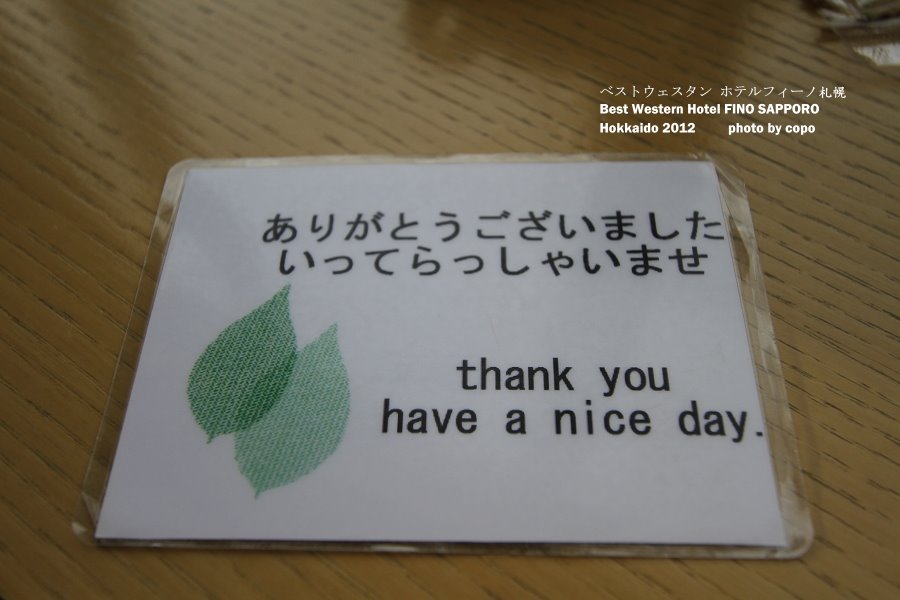 ベストウェスタン ホテルフィーノ札幌
Best Western Hotel FINO SAPPORO
Hokkaido 2012 photo by copo
ありがとうございました
いってらっしゃいませ
thank you
have a nice day.